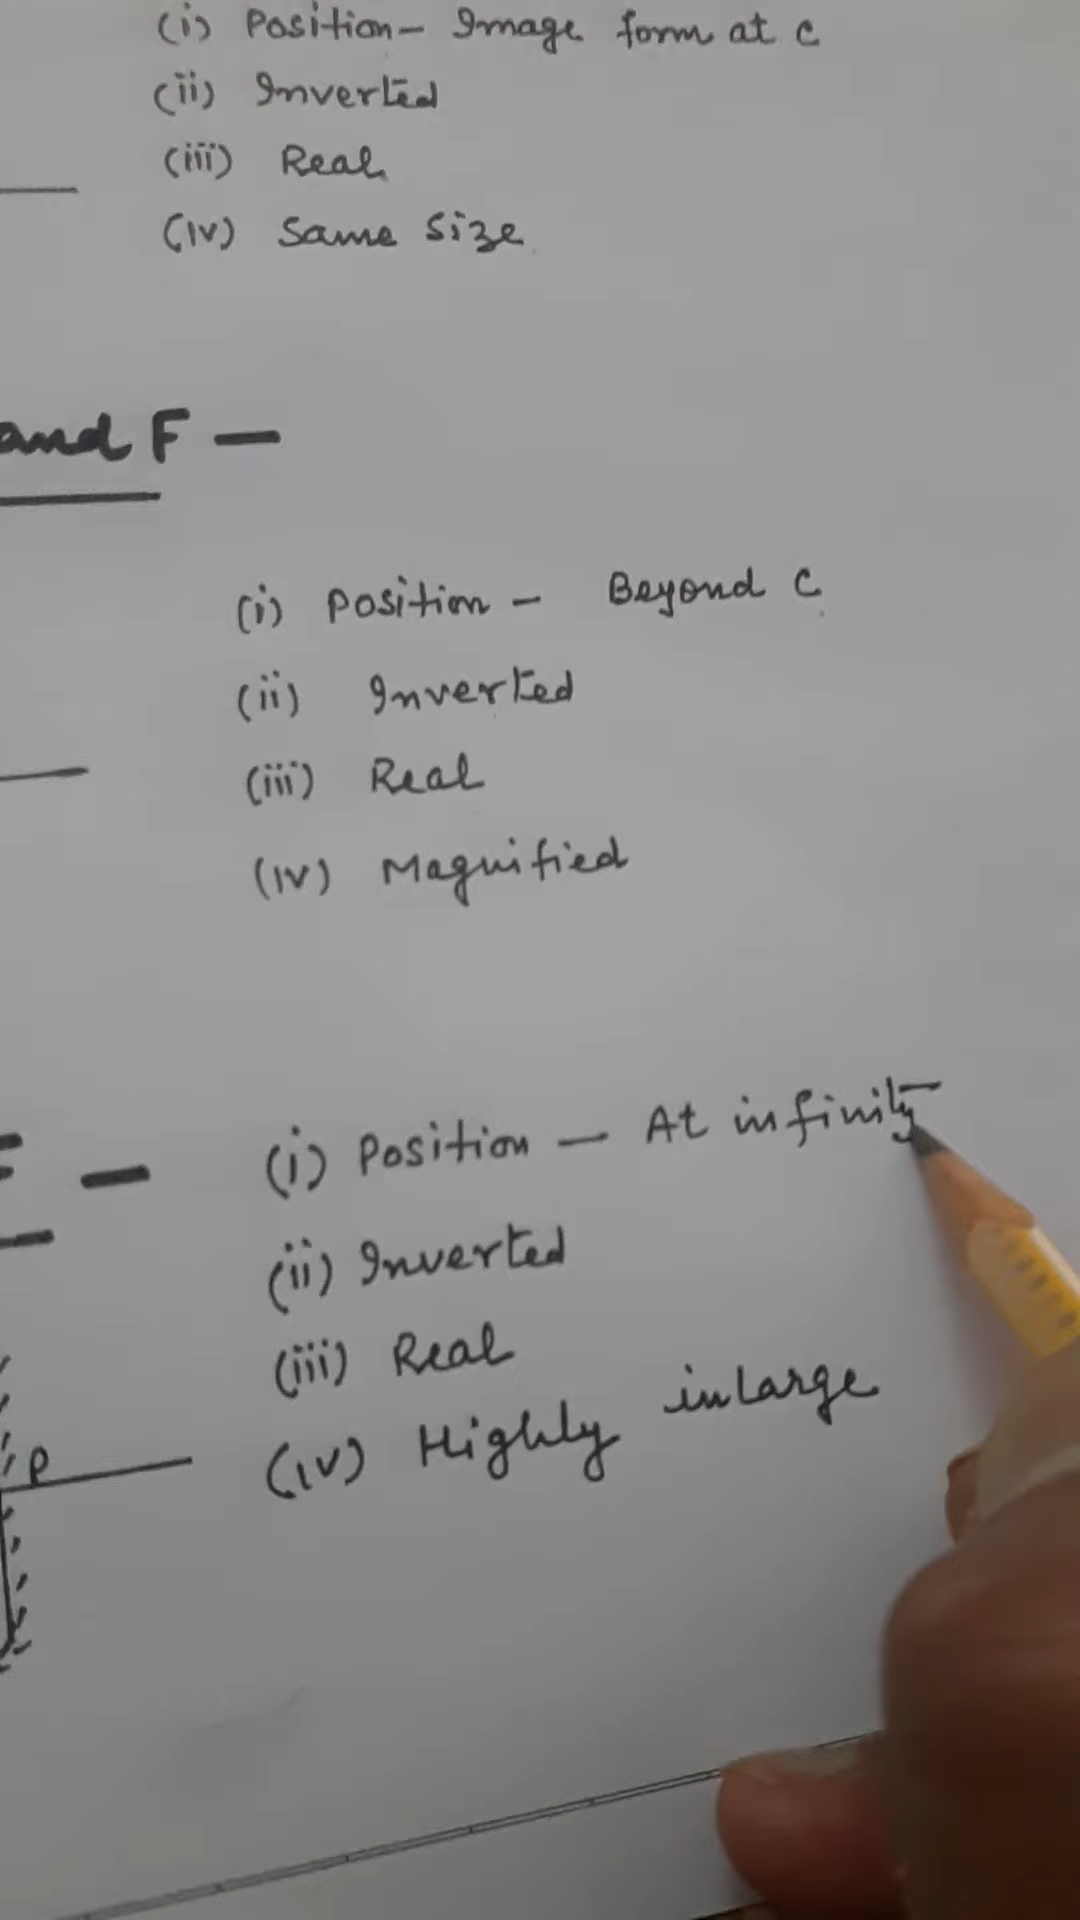 (i) Position - Image form at c
(ii) Inverted
(iii) Real
(iv) Same size
and F -
(i) Position - Beyond C
(ii) Inverted
(iii) Real
(iv) Magnified
(i) Position - At infinity
(ii) Inverted
(iii) Real
(iv) Highly inlarge
P